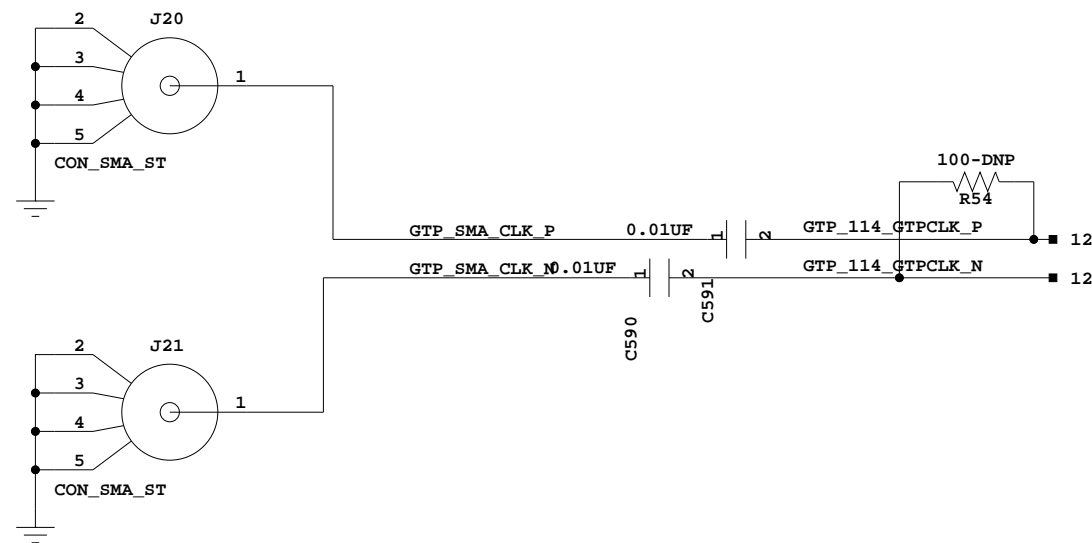 2 J20
3
1
4
5
CON_SMA_ST
100-DNP
R54
GTP_SMA_CLK_P 0.01UF 1 2 GTP_114_GTPCLK_P 12
GTP_SMA_CLK_N 0.01UF 1 2 GTP_114_GTPCLK_N 12
C591
C590
2 J21
3
1
4
5
CON_SMA_ST